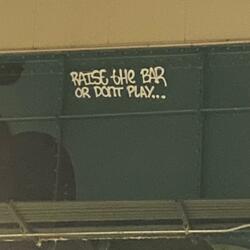 RAISE the BAR
OR DONT PLAY...